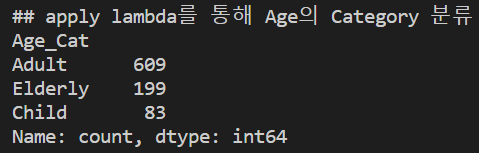 ## apply lambda를 통해 Age의 Category 분류
Age_Cat
Adult      609
Elderly    199
Child       83
Name: count, dtype: int64